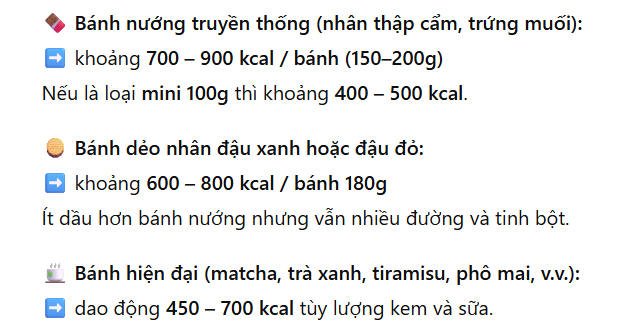 🍫 Bánh nướng truyền thống (nhân thập cẩm, trứng muối):
➡️ khoảng 700 – 900 kcal / bánh (150–200g)
Nếu là loại mini 100g thì khoảng 400 – 500 kcal.
🥮 Bánh dẻo nhân đậu xanh hoặc đậu đỏ:
➡️ khoảng 600 – 800 kcal / bánh 180g
Ít dầu hơn bánh nướng nhưng vẫn nhiều đường và tinh bột.
🍵 Bánh hiện đại (matcha, trà xanh, tiramisu, phô mai, v.v.):
➡️ dao động 450 – 700 kcal tùy lượng kem và sữa.